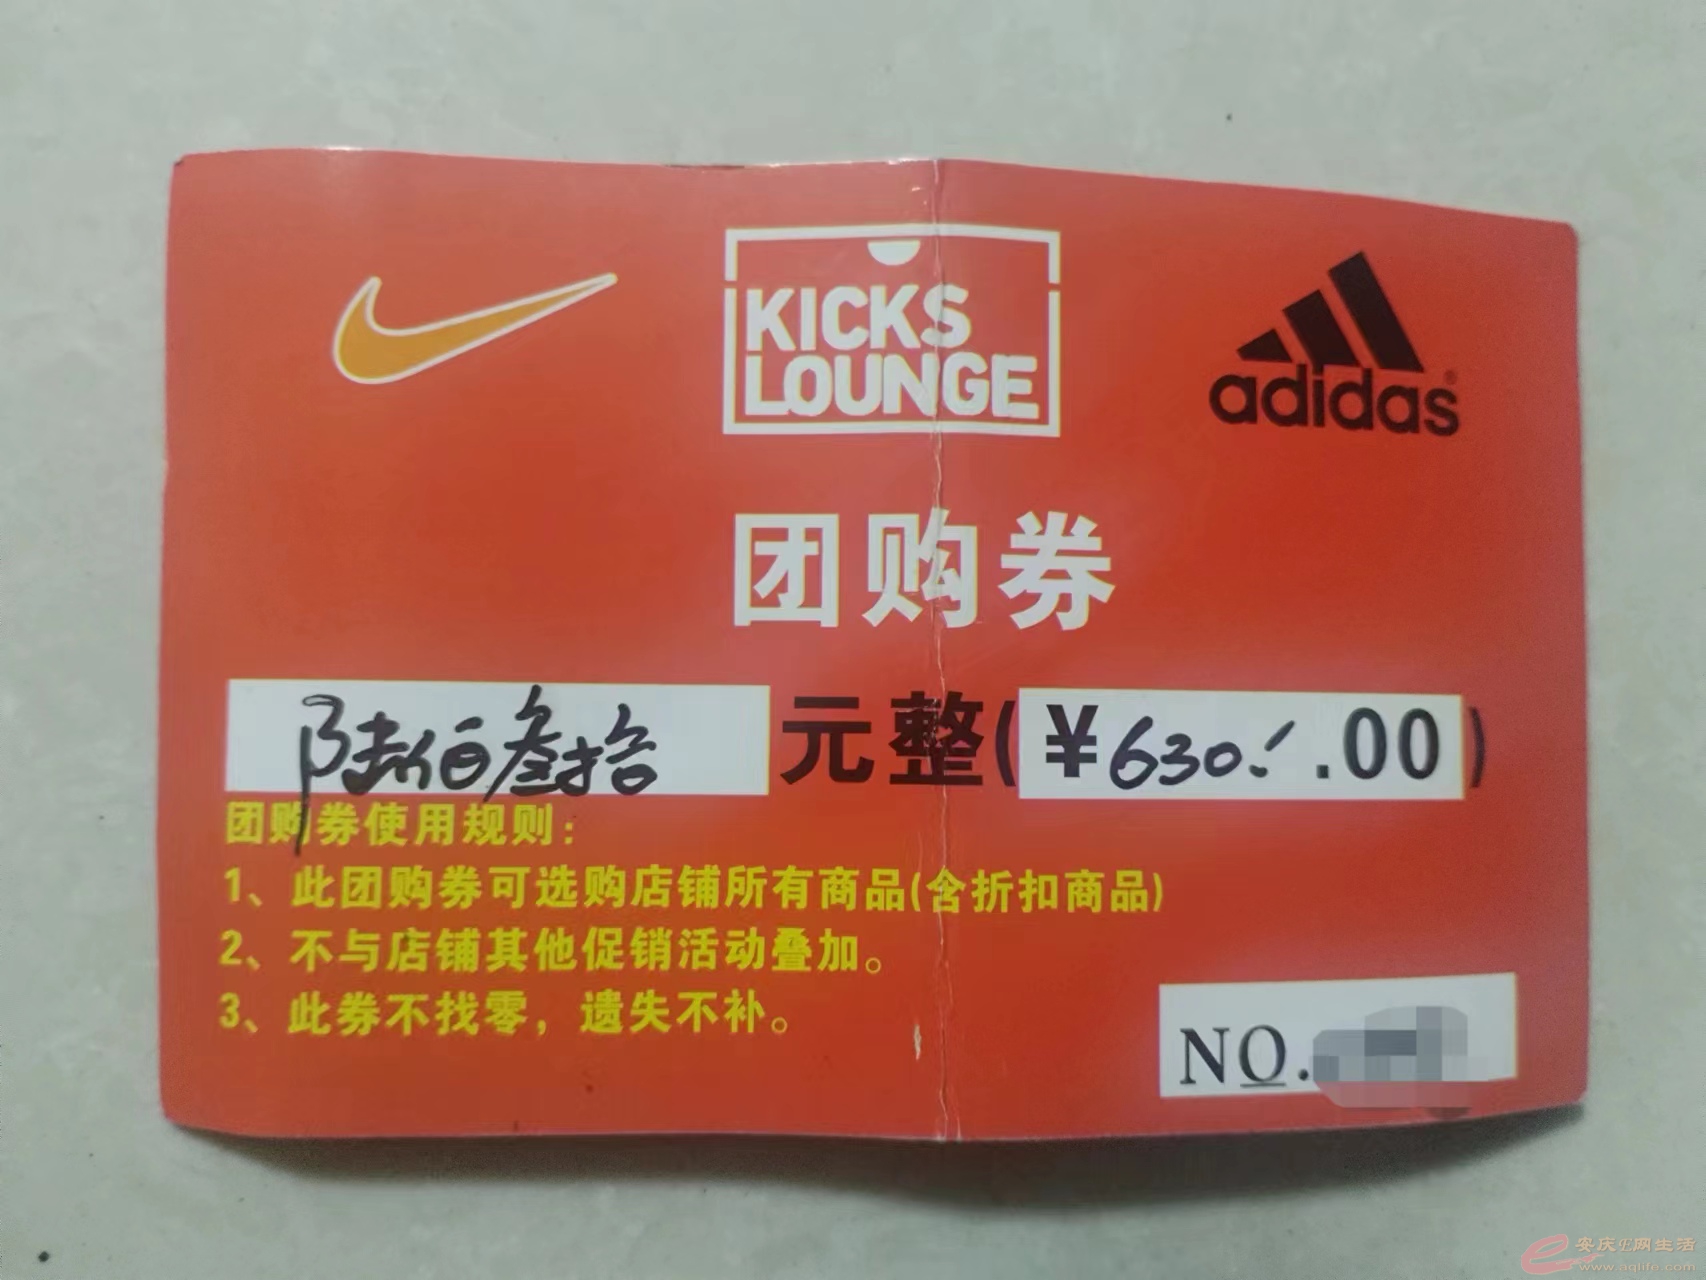 KICKS
LOUNGE
adidas®
团购券
陆佰叁拾 元整(¥630.00)
团购券使用规则:
1、此团购券可选购店铺所有商品(含折扣商品)
2、不与店铺其他促销活动叠加。
3、此券不找零，遗失不补。
NO.
安庆E网生活
www.aqlife.com